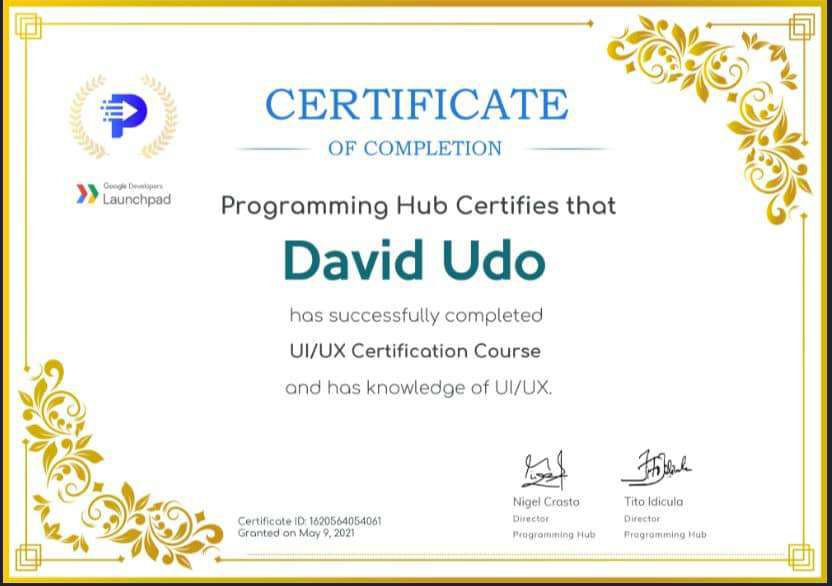 CERTIFICATE
OF COMPLETION
Google Developers
Launchpad
Programming Hub Certifies that
David Udo
has successfully completed
UI/UX Certification Course
and has knowledge of UI/UX.
Nigel Crasto
Director
Programming Hub
Tito Idicula
Director
Programming Hub
Certificate ID: 1620564054061
Granted on May 9, 2021